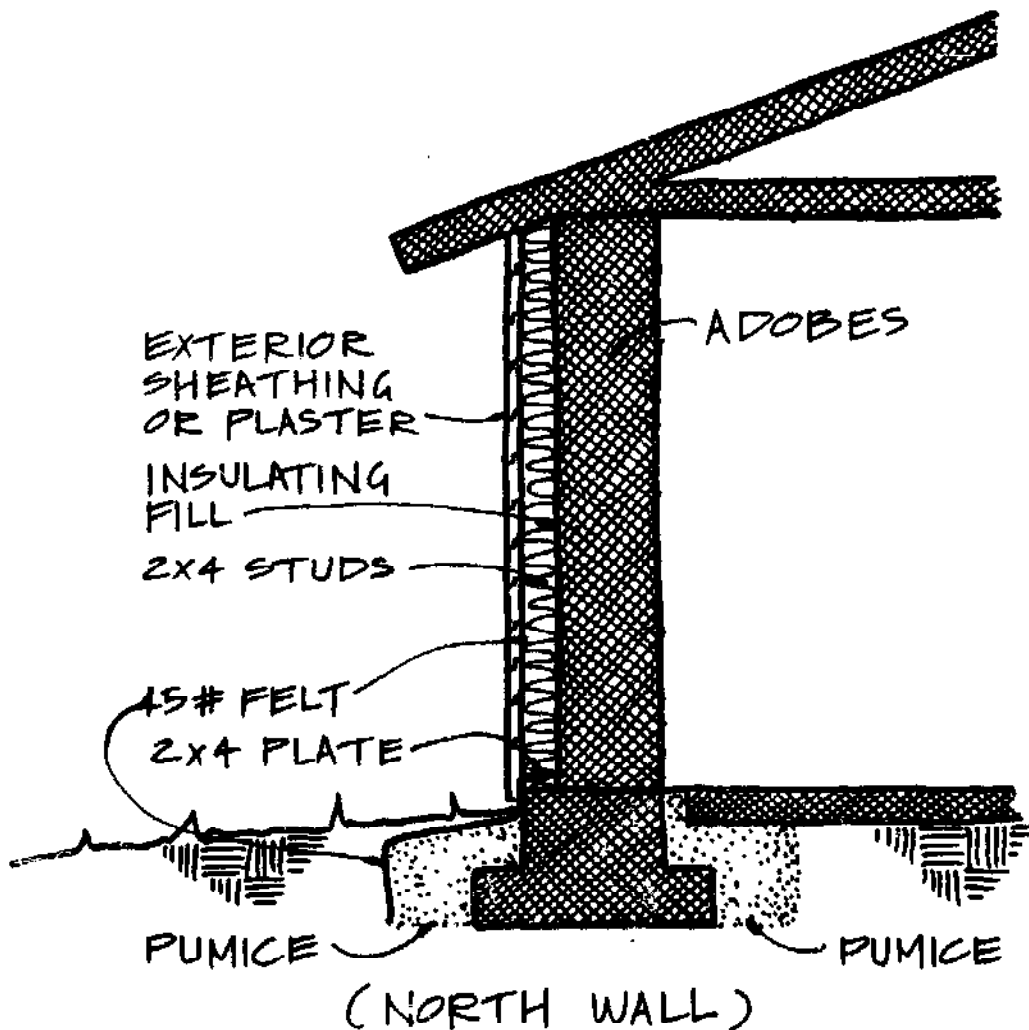 EXTERIOR
SHEATHING
OR PLASTER
ADOBES
INSULATING
FILL
2X4 STUDS
15# FELT
2X4 PLATE
PUMICE
PUMICE
(NORTH WALL)